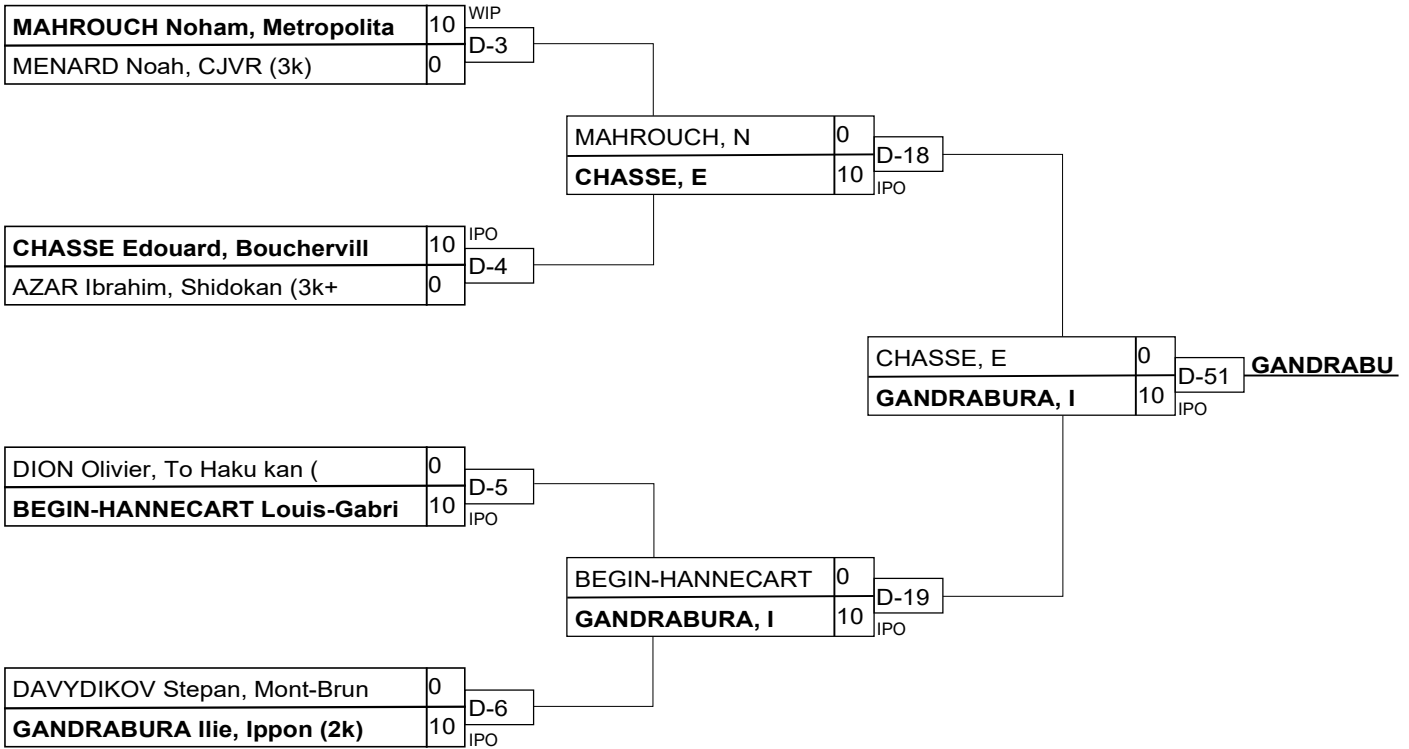 MAHROUCH Noham, Metropolita 10 WIP
D-3
MENARD Noah, CJVR (3k) 0
MAHROUCH, N 0
D-18
CHASSE, E 10 IPO
CHASSE Edouard, Bouchervill 10 IPO
D-4
AZAR Ibrahim, Shidokan (3k+ 0
CHASSE, E 0
D-51 GANDRABU
GANDRABURA, I 10 IPO
DION Olivier, To Haku kan ( 0
D-5
BEGIN-HANNECART Louis-Gabri 10 IPO
BEGIN-HANNECART 0
D-19
GANDRABURA, I 10 IPO
DAVYDIKOV Stepan, Mont-Brun 0
D-6
GANDRABURA Ilie, Ippon (2k) 10 IPO